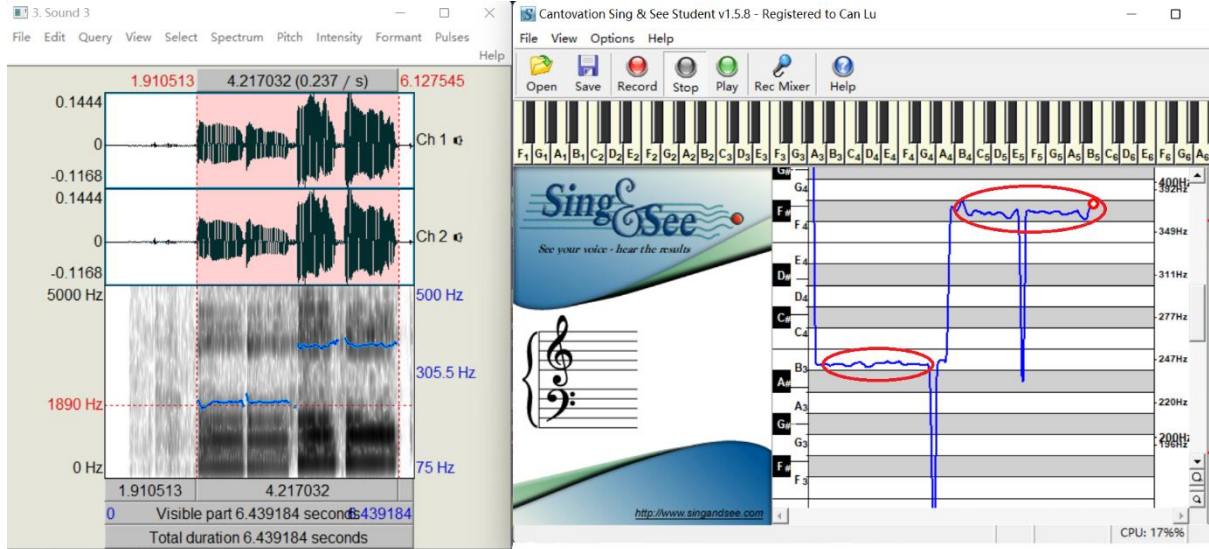 3. Sound 3
File Edit Query View Select Spectrum Pitch Intensity Formant Pulses
Help
1.910513 4.217032 (0.237 / s) 6.127545
0.1444
0
-0.1168
Ch 1
0.1444
0
-0.1168
Ch 2
5000 Hz
500 Hz
305.5 Hz
1890 Hz
0 Hz
75 Hz
1.910513 4.217032
0 Visible part 6.439184 seconds 6.439184
Total duration 6.439184 seconds
Cantovation Sing & See Student v1.5.8 - Registered to Can Lu
File View Options Help
Open Save Record Stop Play Rec Mixer Help
F1 G1 A1 B1 C2 D2 E2 F2 G2 A2 B2 C3 D3 E3 F3 G3 A3 B3 C4 D4 E4 F4 G4 A4 B4 C5 D5 E5 F5 G5 A5 B5 C6 D6 E6 F6 G6 A6
Sing & See
See your voice - hear the results
http://www.singandsee.com
G#
G4
F#
F4
E4
D#
D4
C#
C4
B3
A#
A3
G#
G3
F#
F3
400Hz
392Hz
349Hz
311Hz
277Hz
247Hz
220Hz
200Hz
196Hz
CPU: 17%%